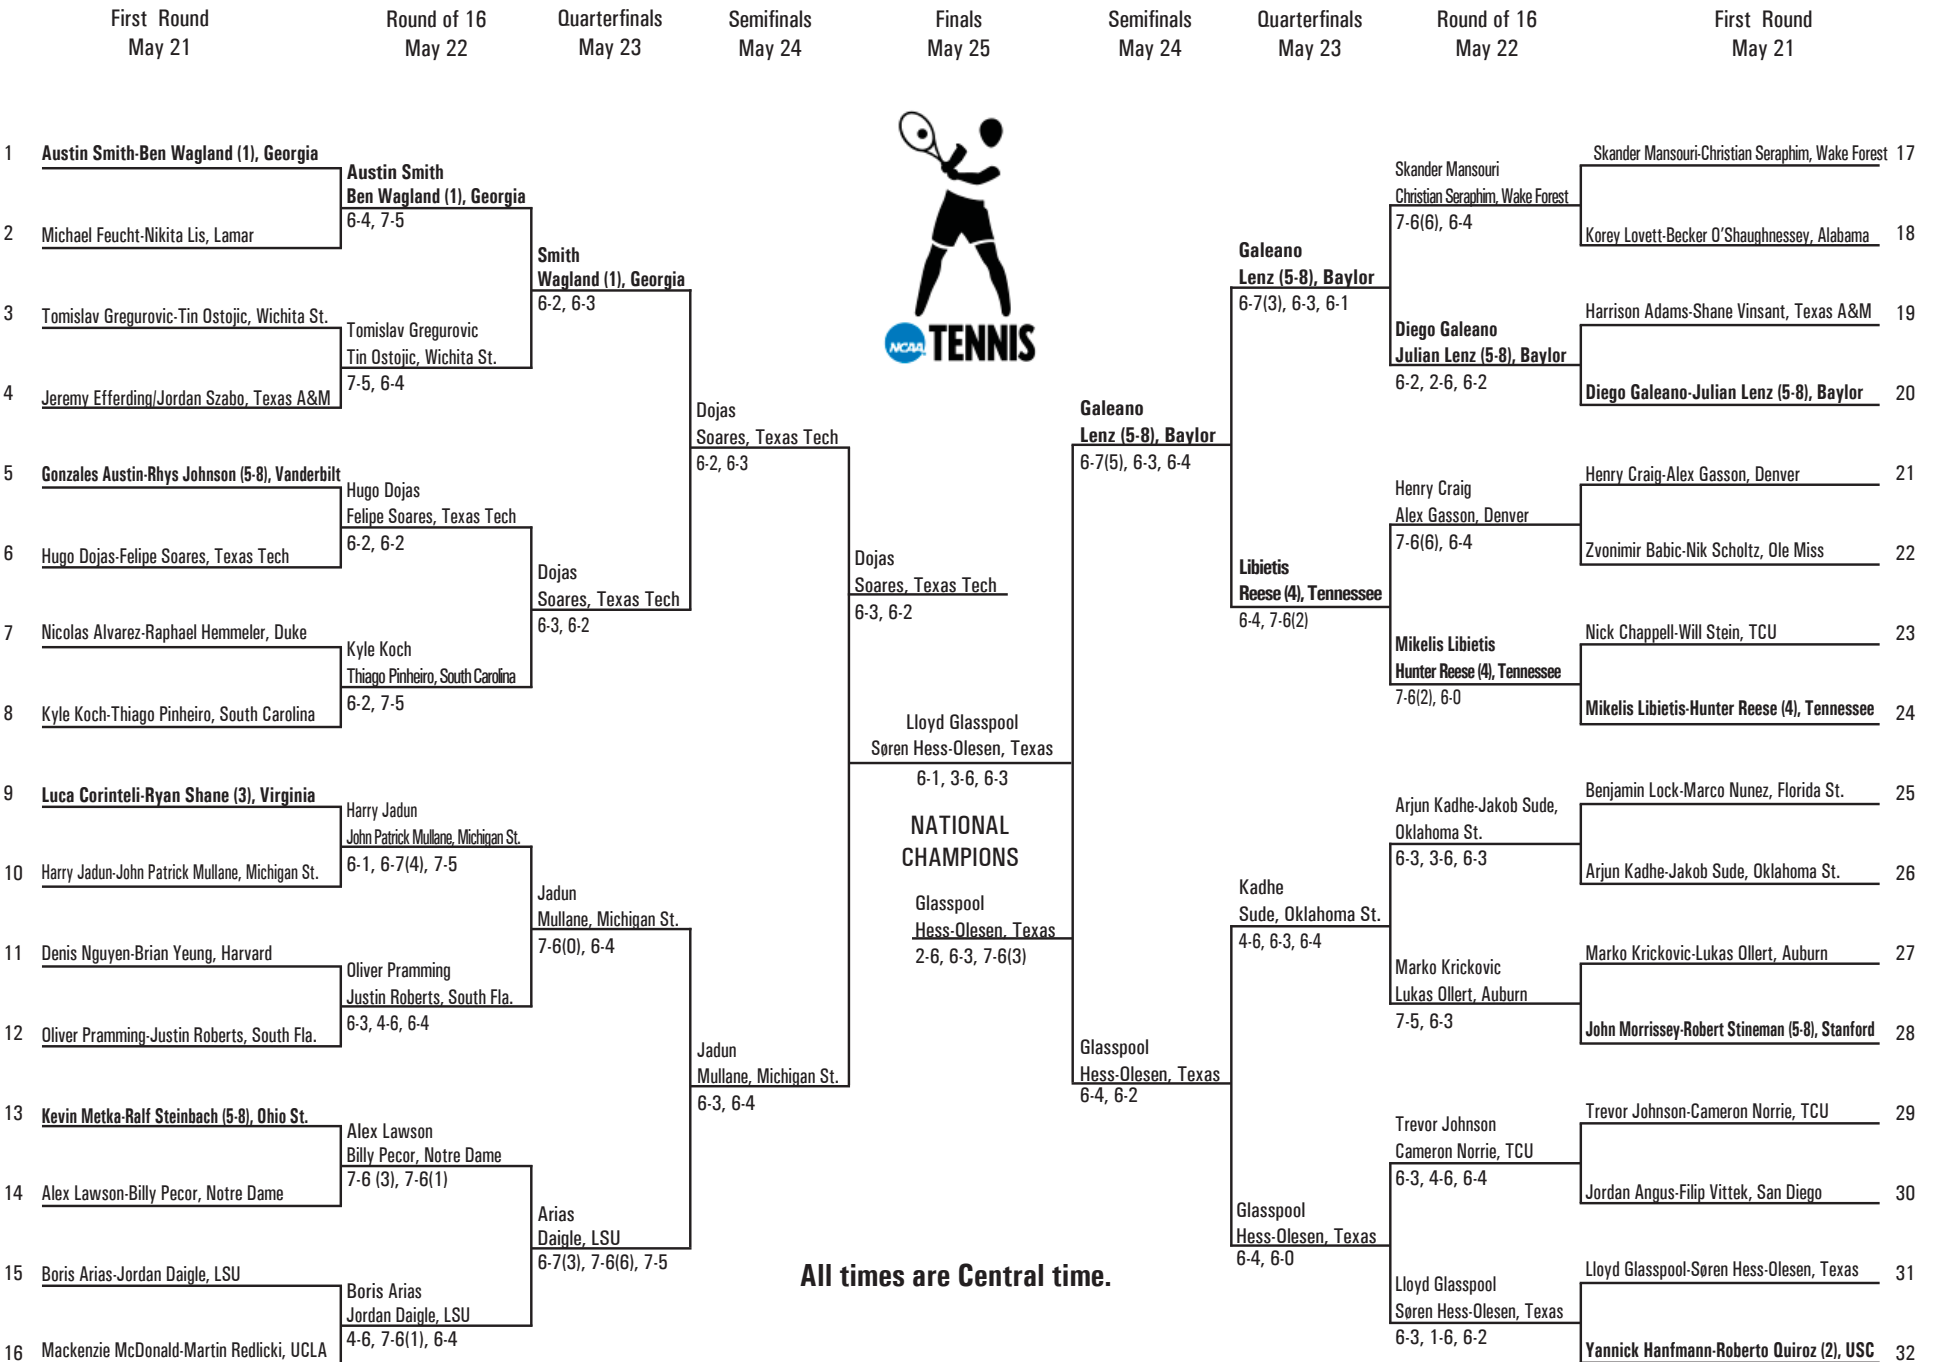 First Round
May 21
Round of 16
May 22
Quarterfinals
May 23
Semifinals
May 24
Finals
May 25
Semifinals
May 24
Quarterfinals
May 23
Round of 16
May 22
First Round
May 21
1 Austin Smith-Ben Wagland (1), Georgia
2 Michael Feucht-Nikita Lis, Lamar
3 Tomislav Gregurovic-Tin Ostojic, Wichita St.
4 Jeremy Efferding/Jordan Szabo, Texas A&M
5 Gonzales Austin-Rhys Johnson (5-8), Vanderbilt
6 Hugo Dojas-Felipe Soares, Texas Tech
7 Nicolas Alvarez-Raphael Hemmeler, Duke
8 Kyle Koch-Thiago Pinheiro, South Carolina
9 Luca Corinteli-Ryan Shane (3), Virginia
10 Harry Jadun-John Patrick Mullane, Michigan St.
11 Denis Nguyen-Brian Yeung, Harvard
12 Oliver Pramming-Justin Roberts, South Fla.
13 Kevin Metka-Ralf Steinbach (5-8), Ohio St.
14 Alex Lawson-Billy Pecor, Notre Dame
15 Boris Arias-Jordan Daigle, LSU
16 Mackenzie McDonald-Martin Redlicki, UCLA
Austin Smith
Ben Wagland (1), Georgia
6-4, 7-5
Tomislav Gregurovic
Tin Ostojic, Wichita St.
7-5, 6-4
Hugo Dojas
Felipe Soares, Texas Tech
6-2, 6-2
Kyle Koch
Thiago Pinheiro, South Carolina
6-2, 7-5
Harry Jadun
John Patrick Mullane, Michigan St.
6-1, 6-7(4), 7-5
Oliver Pramming
Justin Roberts, South Fla.
6-3, 4-6, 6-4
Alex Lawson
Billy Pecor, Notre Dame
7-6 (3), 7-6(1)
Boris Arias
Jordan Daigle, LSU
4-6, 7-6(1), 6-4
Smith
Wagland (1), Georgia
6-2, 6-3
Dojas
Soares, Texas Tech
6-3, 6-2
Jadun
Mullane, Michigan St.
7-6(0), 6-4
Arias
Daigle, LSU
6-7(3), 7-6(6), 7-5
Dojas
Soares, Texas Tech
6-2, 6-3
Jadun
Mullane, Michigan St.
6-3, 6-4
NCAA TENNIS
Dojas
Soares, Texas Tech
6-3, 6-2
Lloyd Glasspool
Søren Hess-Olesen, Texas
6-1, 3-6, 6-3
NATIONAL
CHAMPIONS
Glasspool
Hess-Olesen, Texas
2-6, 6-3, 7-6(3)
All times are Central time.
Galeano
Lenz (5-8), Baylor
6-7(5), 6-3, 6-4
Glasspool
Hess-Olesen, Texas
6-4, 6-2
Galeano
Lenz (5-8), Baylor
6-7(3), 6-3, 6-1
Libietis
Reese (4), Tennessee
6-4, 7-6(2)
Kadhe
Sude, Oklahoma St.
4-6, 6-3, 6-4
Glasspool
Hess-Olesen, Texas
6-4, 6-0
Skander Mansouri
Christian Seraphim, Wake Forest
7-6(6), 6-4
Diego Galeano
Julian Lenz (5-8), Baylor
6-2, 2-6, 6-2
Henry Craig
Alex Gasson, Denver
7-6(6), 6-4
Mikelis Libietis
Hunter Reese (4), Tennessee
7-6(2), 6-0
Arjun Kadhe-Jakob Sude,
Oklahoma St.
6-3, 3-6, 6-3
Marko Krickovic
Lukas Ollert, Auburn
7-5, 6-3
Trevor Johnson
Cameron Norrie, TCU
6-3, 4-6, 6-4
Lloyd Glasspool
Søren Hess-Olesen, Texas
6-3, 1-6, 6-2
Skander Mansouri-Christian Seraphim, Wake Forest 17
Korey Lovett-Becker O'Shaughnessey, Alabama 18
Harrison Adams-Shane Vinsant, Texas A&M 19
Diego Galeano-Julian Lenz (5-8), Baylor 20
Henry Craig-Alex Gasson, Denver 21
Zvonimir Babic-Nik Scholtz, Ole Miss 22
Nick Chappell-Will Stein, TCU 23
Mikelis Libietis-Hunter Reese (4), Tennessee 24
Benjamin Lock-Marco Nunez, Florida St. 25
Arjun Kadhe-Jakob Sude, Oklahoma St. 26
Marko Krickovic-Lukas Ollert, Auburn 27
John Morrissey-Robert Stineman (5-8), Stanford 28
Trevor Johnson-Cameron Norrie, TCU 29
Jordan Angus-Filip Vittek, San Diego 30
Lloyd Glasspool-Søren Hess-Olesen, Texas 31
Yannick Hanfmann-Roberto Quiroz (2), USC 32